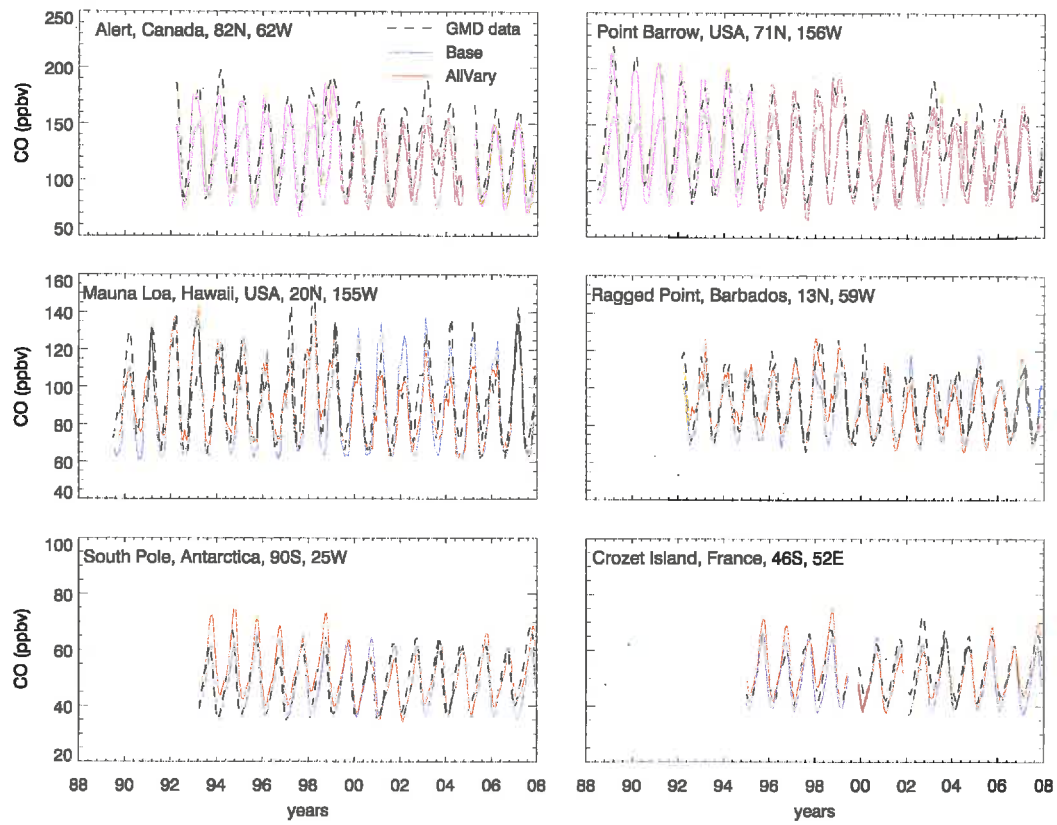 Alert, Canada, 82N, 62W
GMD data
Base
AllVary
Point Barrow, USA, 71N, 156W
250
200
150
100
50
CO (ppbv)
Mauna Loa, Hawaii, USA, 20N, 155W
Ragged Point, Barbados, 13N, 59W
160
140
120
100
80
60
40
CO (ppbv)
South Pole, Antarctica, 90S, 25W
Crozet Island, France, 46S, 52E
100
80
60
40
20
CO (ppbv)
88 90 92 94 96 98 00 02 04 06 08
years
88 90 92 94 96 98 00 02 04 06 08
years